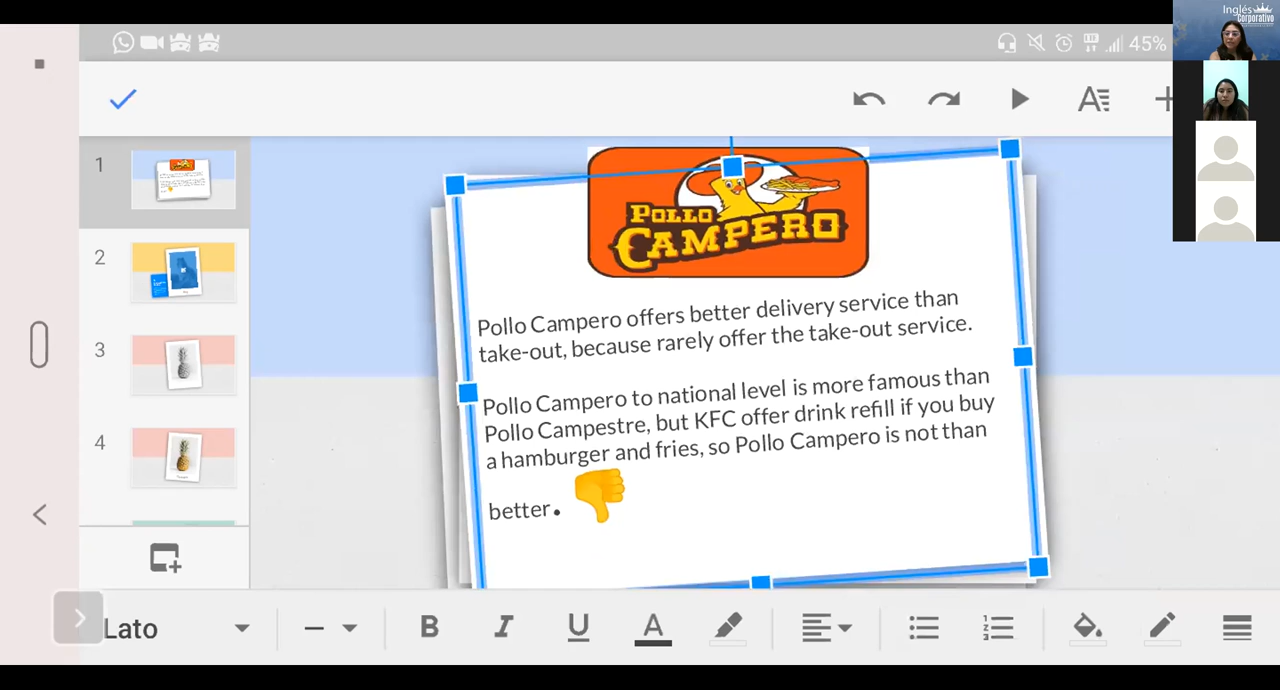 45%
Inglés
Corporativo
1
POLLO
CAMPERO
2
Pollo Campero offers better delivery service than
take-out, because rarely offer the take-out service.
3
Pollo Campero to national level is more famous than
Pollo Campestre, but KFC offer drink refill if you buy
a hamburger and fries, so Pollo Campero is not than
better.
4
Lato
B I U A